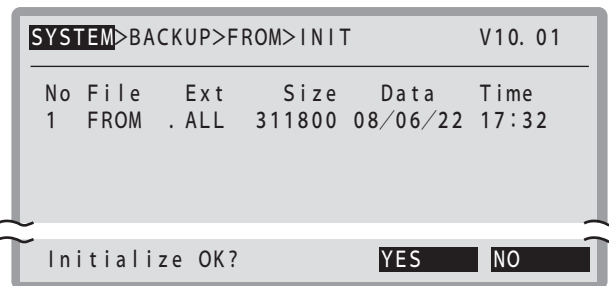 SYSTEM>BACKUP>FROM>INIT V10.01
No File Ext Size Data Time
1 FROM .ALL 311800 08/06/22 17:32
Initialize OK? YES NO